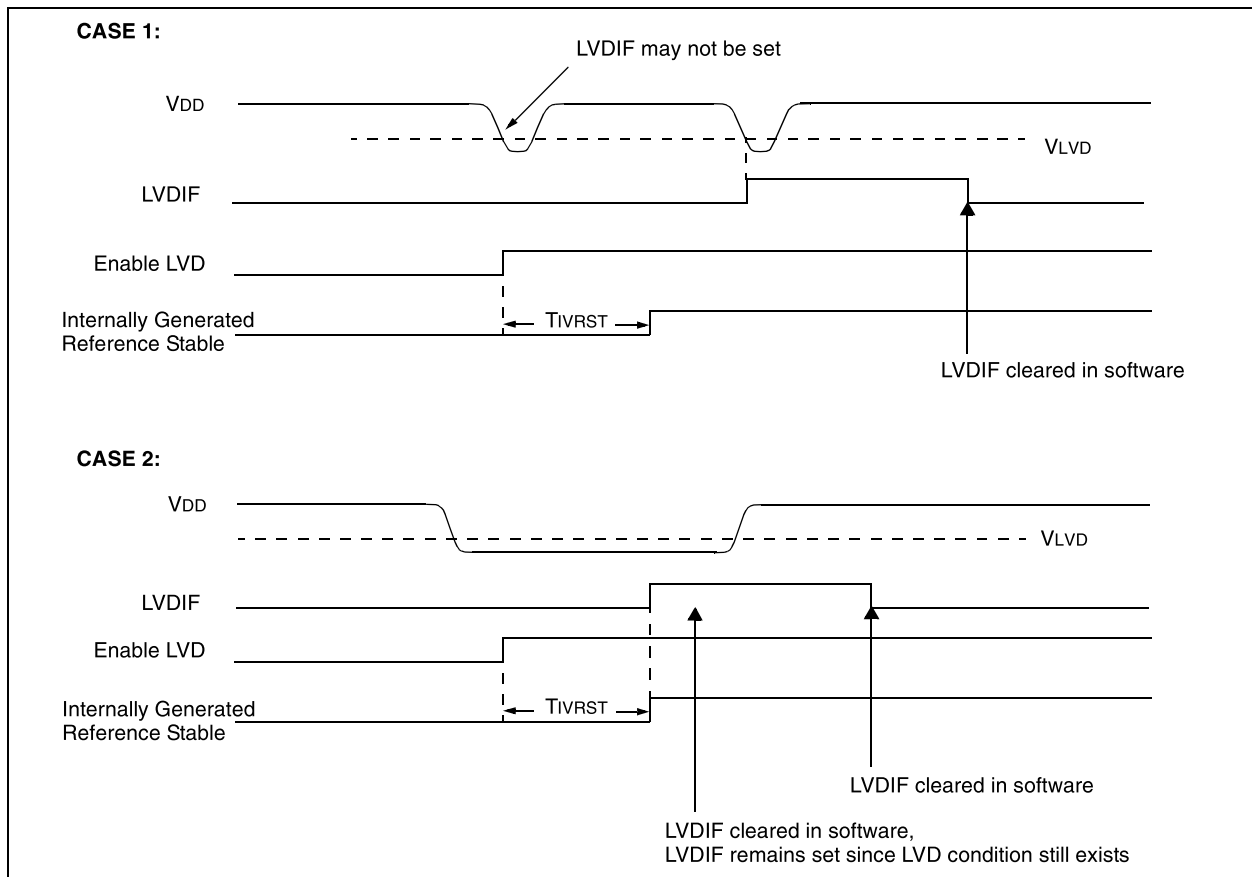 CASE 1:
LVDIF may not be set
VDD
VLVD
LVDIF
Enable LVD
Internally Generated
Reference Stable
TIVRST
LVDIF cleared in software
CASE 2:
VDD
VLVD
LVDIF
Enable LVD
Internally Generated
Reference Stable
TIVRST
LVDIF cleared in software
LVDIF cleared in software,
LVDIF remains set since LVD condition still exists